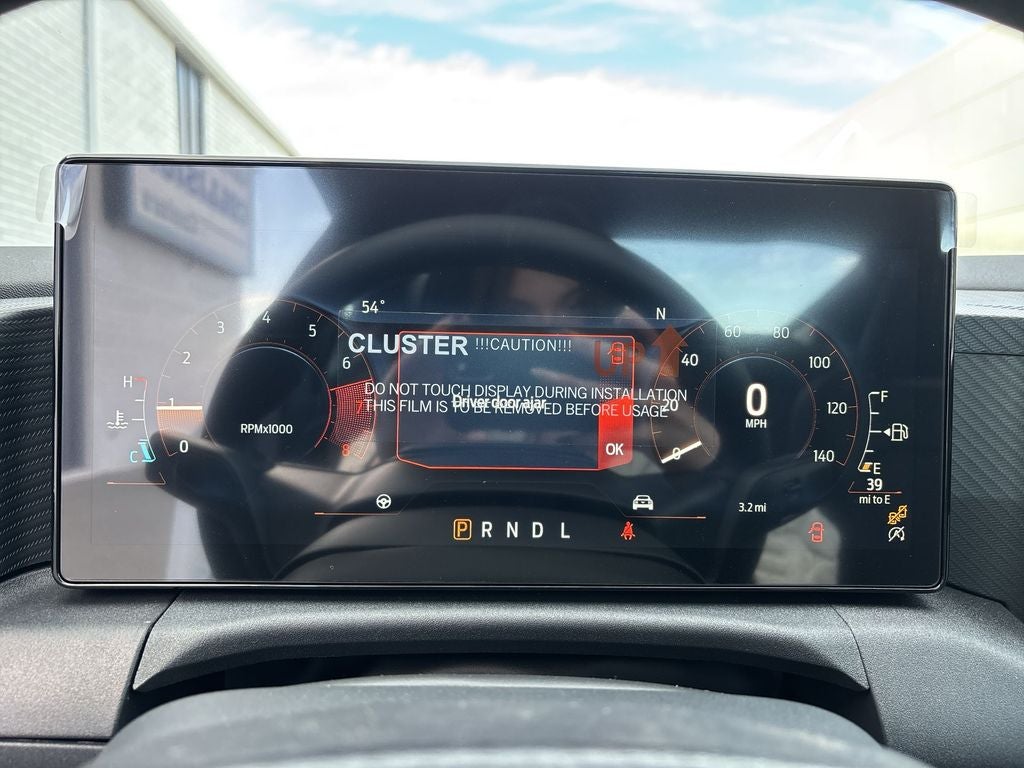 54°
N
CLUSTER !!!CAUTION!!!
UP
DO NOT TOUCH DISPLAY DURING INSTALLATION
Driver door ajar
THIS FILM IS TO BE REMOVED BEFORE USAGE
OK
0 1 2 3 4 5 6 7 8
RPMx1000
H
C
0 20 40 60 80 100 120 140
0
MPH
F
E
39
mi to E
3.2 mi
P R N D L